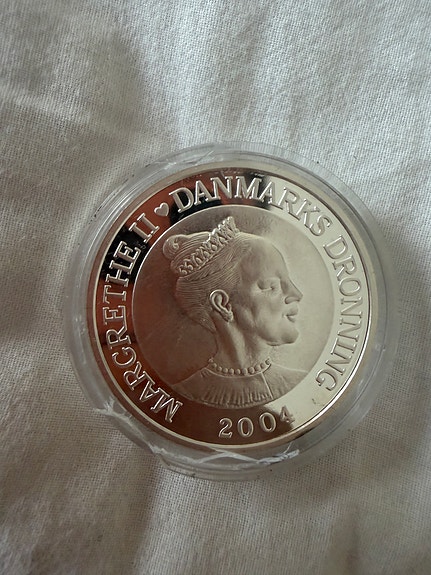 MARGRETHE II ♥ DANMARKS DRONNING
2004